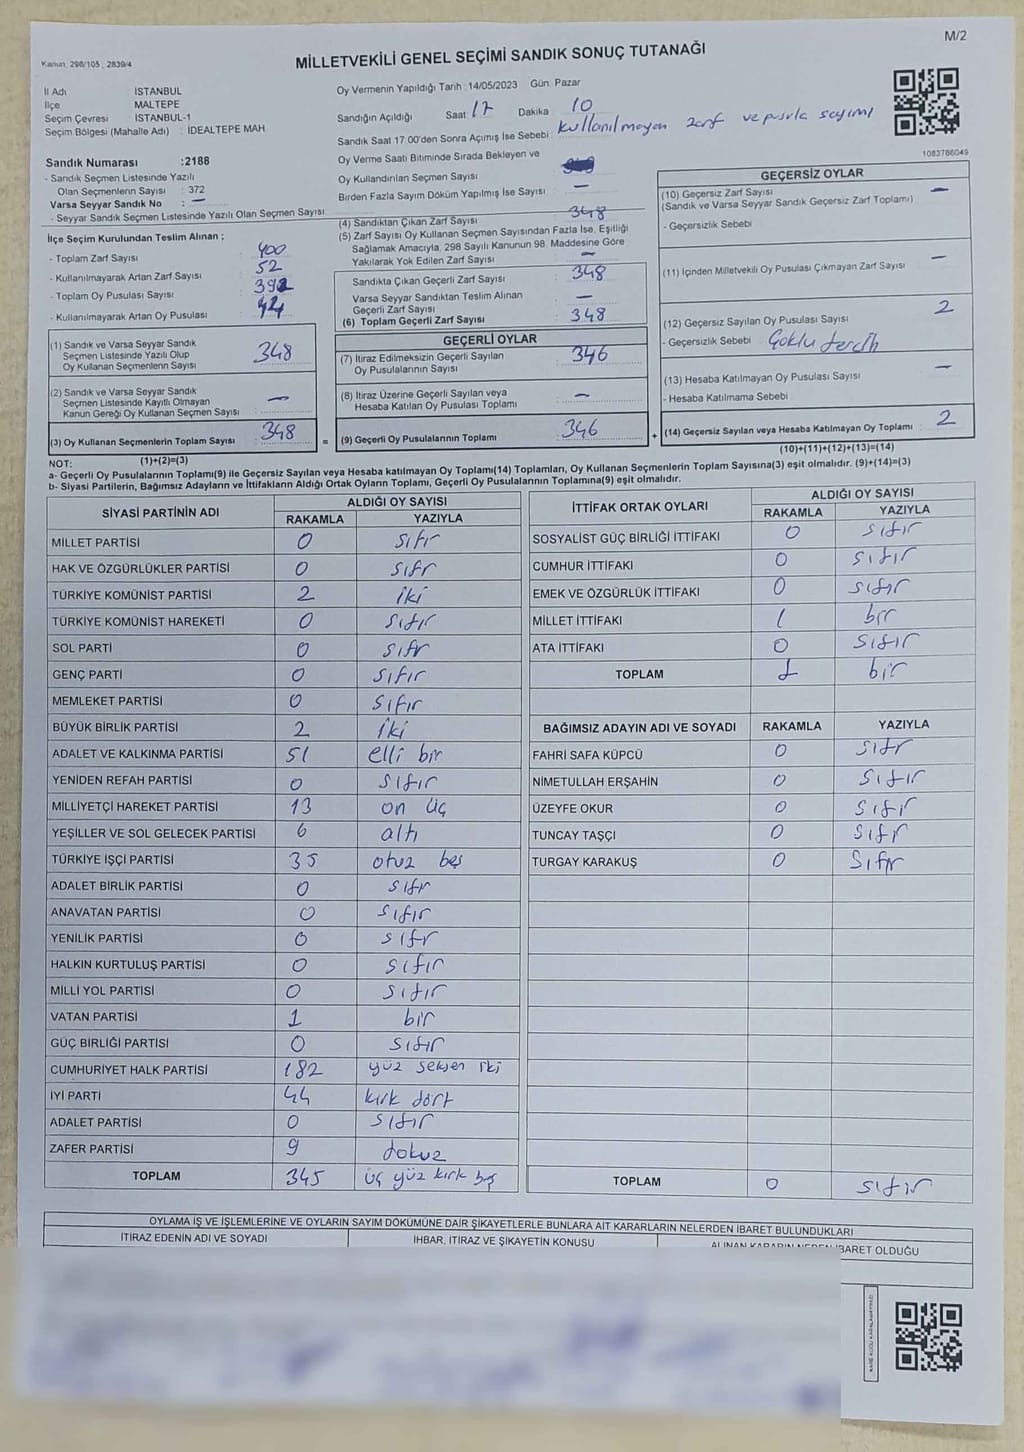 M/2
Kanun: 298/105, 2839/4
MİLLETVEKİLİ GENEL SEÇİMİ SANDIK SONUÇ TUTANAĞI
İl Adı : İSTANBUL
İlçe : MALTEPE
Seçim Çevresi : İSTANBUL-1
Seçim Bölgesi (Mahalle Adı) : İDEALTEPE MAH
Sandık Numarası :2188
- Sandık Seçmen Listesinde Yazılı
Olan Seçmenlerin Sayısı : 372
Varsa Seyyar Sandık No : —
- Seyyar Sandık Seçmen Listesinde Yazılı Olan Seçmen Sayısı
İlçe Seçim Kurulundan Teslim Alınan ;
- Toplam Zarf Sayısı 400
- Kullanılmayarak Artan Zarf Sayısı 52
- Toplam Oy Pusulası Sayısı 392
- Kullanılmayarak Artan Oy Pusulası 44
(1) Sandık ve Varsa Seyyar Sandık
Seçmen Listesinde Yazılı Olup
Oy Kullanan Seçmenlerin Sayısı 348
(2) Sandık ve Varsa Seyyar Sandık
Seçmen Listesinde Kayıtlı Olmayan
Kanun Gereği Oy Kullanan Seçmen Sayısı —
(3) Oy Kullanan Seçmenlerin Toplam Sayısı 348
(1)+(2)=(3)
Oy Vermenin Yapıldığı Tarih : 14/05/2023 Gün: Pazar
Sandığın Açıldığı Saat: 17 Dakika 10
Sandık Saat 17.00'den Sonra Açımış İse Sebebi: kullanılmayan zarf ve pusula sayımı
Oy Verme Saati Bitiminde Sırada Bekleyen ve
Oy Kullandırılan Seçmen Sayısı
Birden Fazla Sayım Döküm Yapılmış İse Sayısı —
(4) Sandıktan Çıkan Zarf Sayısı 348
(5) Zarf Sayısı Oy Kullanan Seçmen Sayısından Fazla İse, Eşitliği
Sağlamak Amacıyla, 298 Sayılı Kanunun 98. Maddesine Göre
Yakılarak Yok Edilen Zarf Sayısı —
Sandıkta Çıkan Geçerli Zarf Sayısı 348
Varsa Seyyar Sandıktan Teslim Alınan
Geçerli Zarf Sayısı —
(6) Toplam Geçerli Zarf Sayısı 348
GEÇERLİ OYLAR
(7) İtiraz Edilmeksizin Geçerli Sayılan
Oy Pusulalarının Sayısı 346
(8) İtiraz Üzerine Geçerli Sayılan veya
Hesaba Katılan Oy Pusulası Toplamı —
= (9) Geçerli Oy Pusulalarının Toplamı 346
1083786049
GEÇERSİZ OYLAR
(10) Geçersiz Zarf Sayısı —
(Sandık ve Varsa Seyyar Sandık Geçersiz Zarf Toplamı)
- Geçersizlik Sebebi
(11) İçinden Milletvekili Oy Pusulası Çıkmayan Zarf Sayısı —
(12) Geçersiz Sayılan Oy Pusulası Sayısı 2
- Geçersizlik Sebebi Çoklu tercih
(13) Hesaba Katılmayan Oy Pusulası Sayısı —
- Hesaba Katılmama Sebebi
+ (14) Geçersiz Sayılan veya Hesaba Katılmayan Oy Toplamı : 2
(10)+(11)+(12)+(13)=(14)
NOT:
a- Geçerli Oy Pusulalarının Toplamı(9) ile Geçersiz Sayılan veya Hesaba katılmayan Oy Toplamı(14) Toplamları, Oy Kullanan Seçmenlerin Toplam Sayısına(3) eşit olmalıdır. (9)+(14)=(3)
b- Siyasi Partilerin, Bağımsız Adayların ve İttifakların Aldığı Ortak Oyların Toplamı, Geçerli Oy Pusulalarının Toplamına(9) eşit olmalıdır.
SİYASİ PARTİNİN ADI ALDIĞI OY SAYISI
RAKAMLA YAZIYLA
MİLLET PARTİSİ 0 sıfır
HAK VE ÖZGÜRLÜKLER PARTİSİ 0 sıfır
TÜRKİYE KOMÜNİST PARTİSİ 2 iki
TÜRKİYE KOMÜNİST HAREKETİ 0 sıfır
SOL PARTİ 0 sıfır
GENÇ PARTİ 0 sıfır
MEMLEKET PARTİSİ 0 sıfır
BÜYÜK BİRLİK PARTİSİ 2 iki
ADALET VE KALKINMA PARTİSİ 51 elli bir
YENİDEN REFAH PARTİSİ 0 sıfır
MİLLİYETÇİ HAREKET PARTİSİ 13 on üç
YEŞİLLER VE SOL GELECEK PARTİSİ 6 altı
TÜRKİYE İŞÇİ PARTİSİ 35 otuz beş
ADALET BİRLİK PARTİSİ 0 sıfır
ANAVATAN PARTİSİ 0 sıfır
YENİLİK PARTİSİ 0 sıfır
HALKIN KURTULUŞ PARTİSİ 0 sıfır
MİLLİ YOL PARTİSİ 0 sıfır
VATAN PARTİSİ 1 bir
GÜÇ BİRLİĞİ PARTİSİ 0 sıfır
CUMHURİYET HALK PARTİSİ 182 yüz seksen iki
İYİ PARTİ 44 kırk dört
ADALET PARTİSİ 0 sıfır
ZAFER PARTİSİ 9 dokuz
TOPLAM 345 üç yüz kırk beş
İTTİFAK ORTAK OYLARI ALDIĞI OY SAYISI
RAKAMLA YAZIYLA
SOSYALİST GÜÇ BİRLİĞİ İTTİFAKI 0 sıfır
CUMHUR İTTİFAKI 0 sıfır
EMEK VE ÖZGÜRLÜK İTTİFAKI 0 sıfır
MİLLET İTTİFAKI 1 bir
ATA İTTİFAKI 0 sıfır
TOPLAM 1 bir
BAĞIMSIZ ADAYIN ADI VE SOYADI RAKAMLA YAZIYLA
FAHRİ SAFA KÜPCÜ 0 sıfır
NİMETULLAH ERŞAHİN 0 sıfır
ÜZEYFE OKUR 0 sıfır
TUNCAY TAŞÇI 0 sıfır
TURGAY KARAKUŞ 0 sıfır
TOPLAM 0 sıfır
OYLAMA İŞ VE İŞLEMLERİNE VE OYLARIN SAYIM DÖKÜMÜNE DAİR ŞİKAYETLERLE BUNLARA AİT KARARLARIN NELERDEN İBARET BULUNDUKLARI
İTİRAZ EDENİN ADI VE SOYADI İHBAR, İTİRAZ VE ŞİKAYETİN KONUSU ALINAN KARARIN NEDEN İBARET OLDUĞU
KARE KODU KARALAMAYINIZ